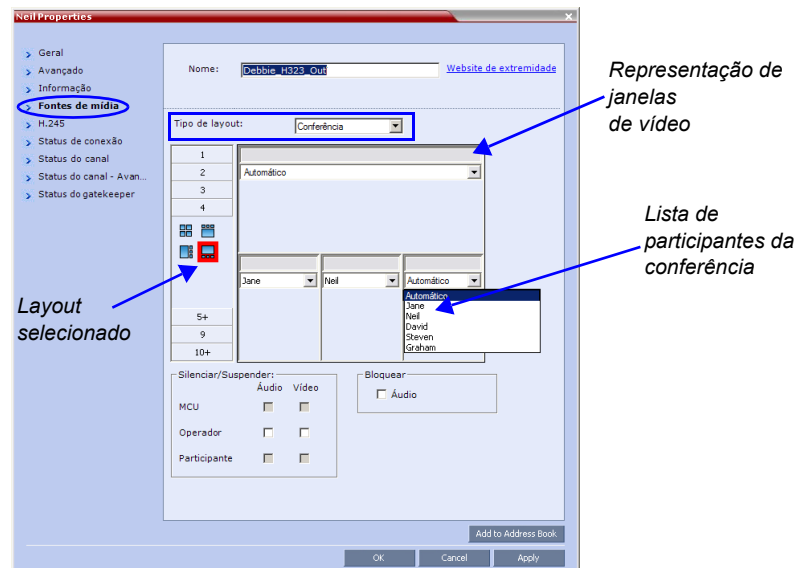 Neil Properties
x
Geral
Avançado
Informação
Fontes de mídia
H.245
Status de conexão
Status do canal
Status do canal - Avan...
Status do gatekeeper
Nome:
Debbie_H323_Out
Website de extremidade
Tipo de layout:
Conferência
1
2
3
4
5+
9
10+
Automático
Jane
Neil
Automático
Automático
Jane
Neil
David
Steven
Graham
Silenciar/Suspender:
Áudio Vídeo
MCU
Operador
Participante
Bloquear
Áudio
Add to Address Book
OK
Cancel
Apply
Representação de
janelas
de vídeo
Lista de
participantes da
conferência
Layout
selecionado